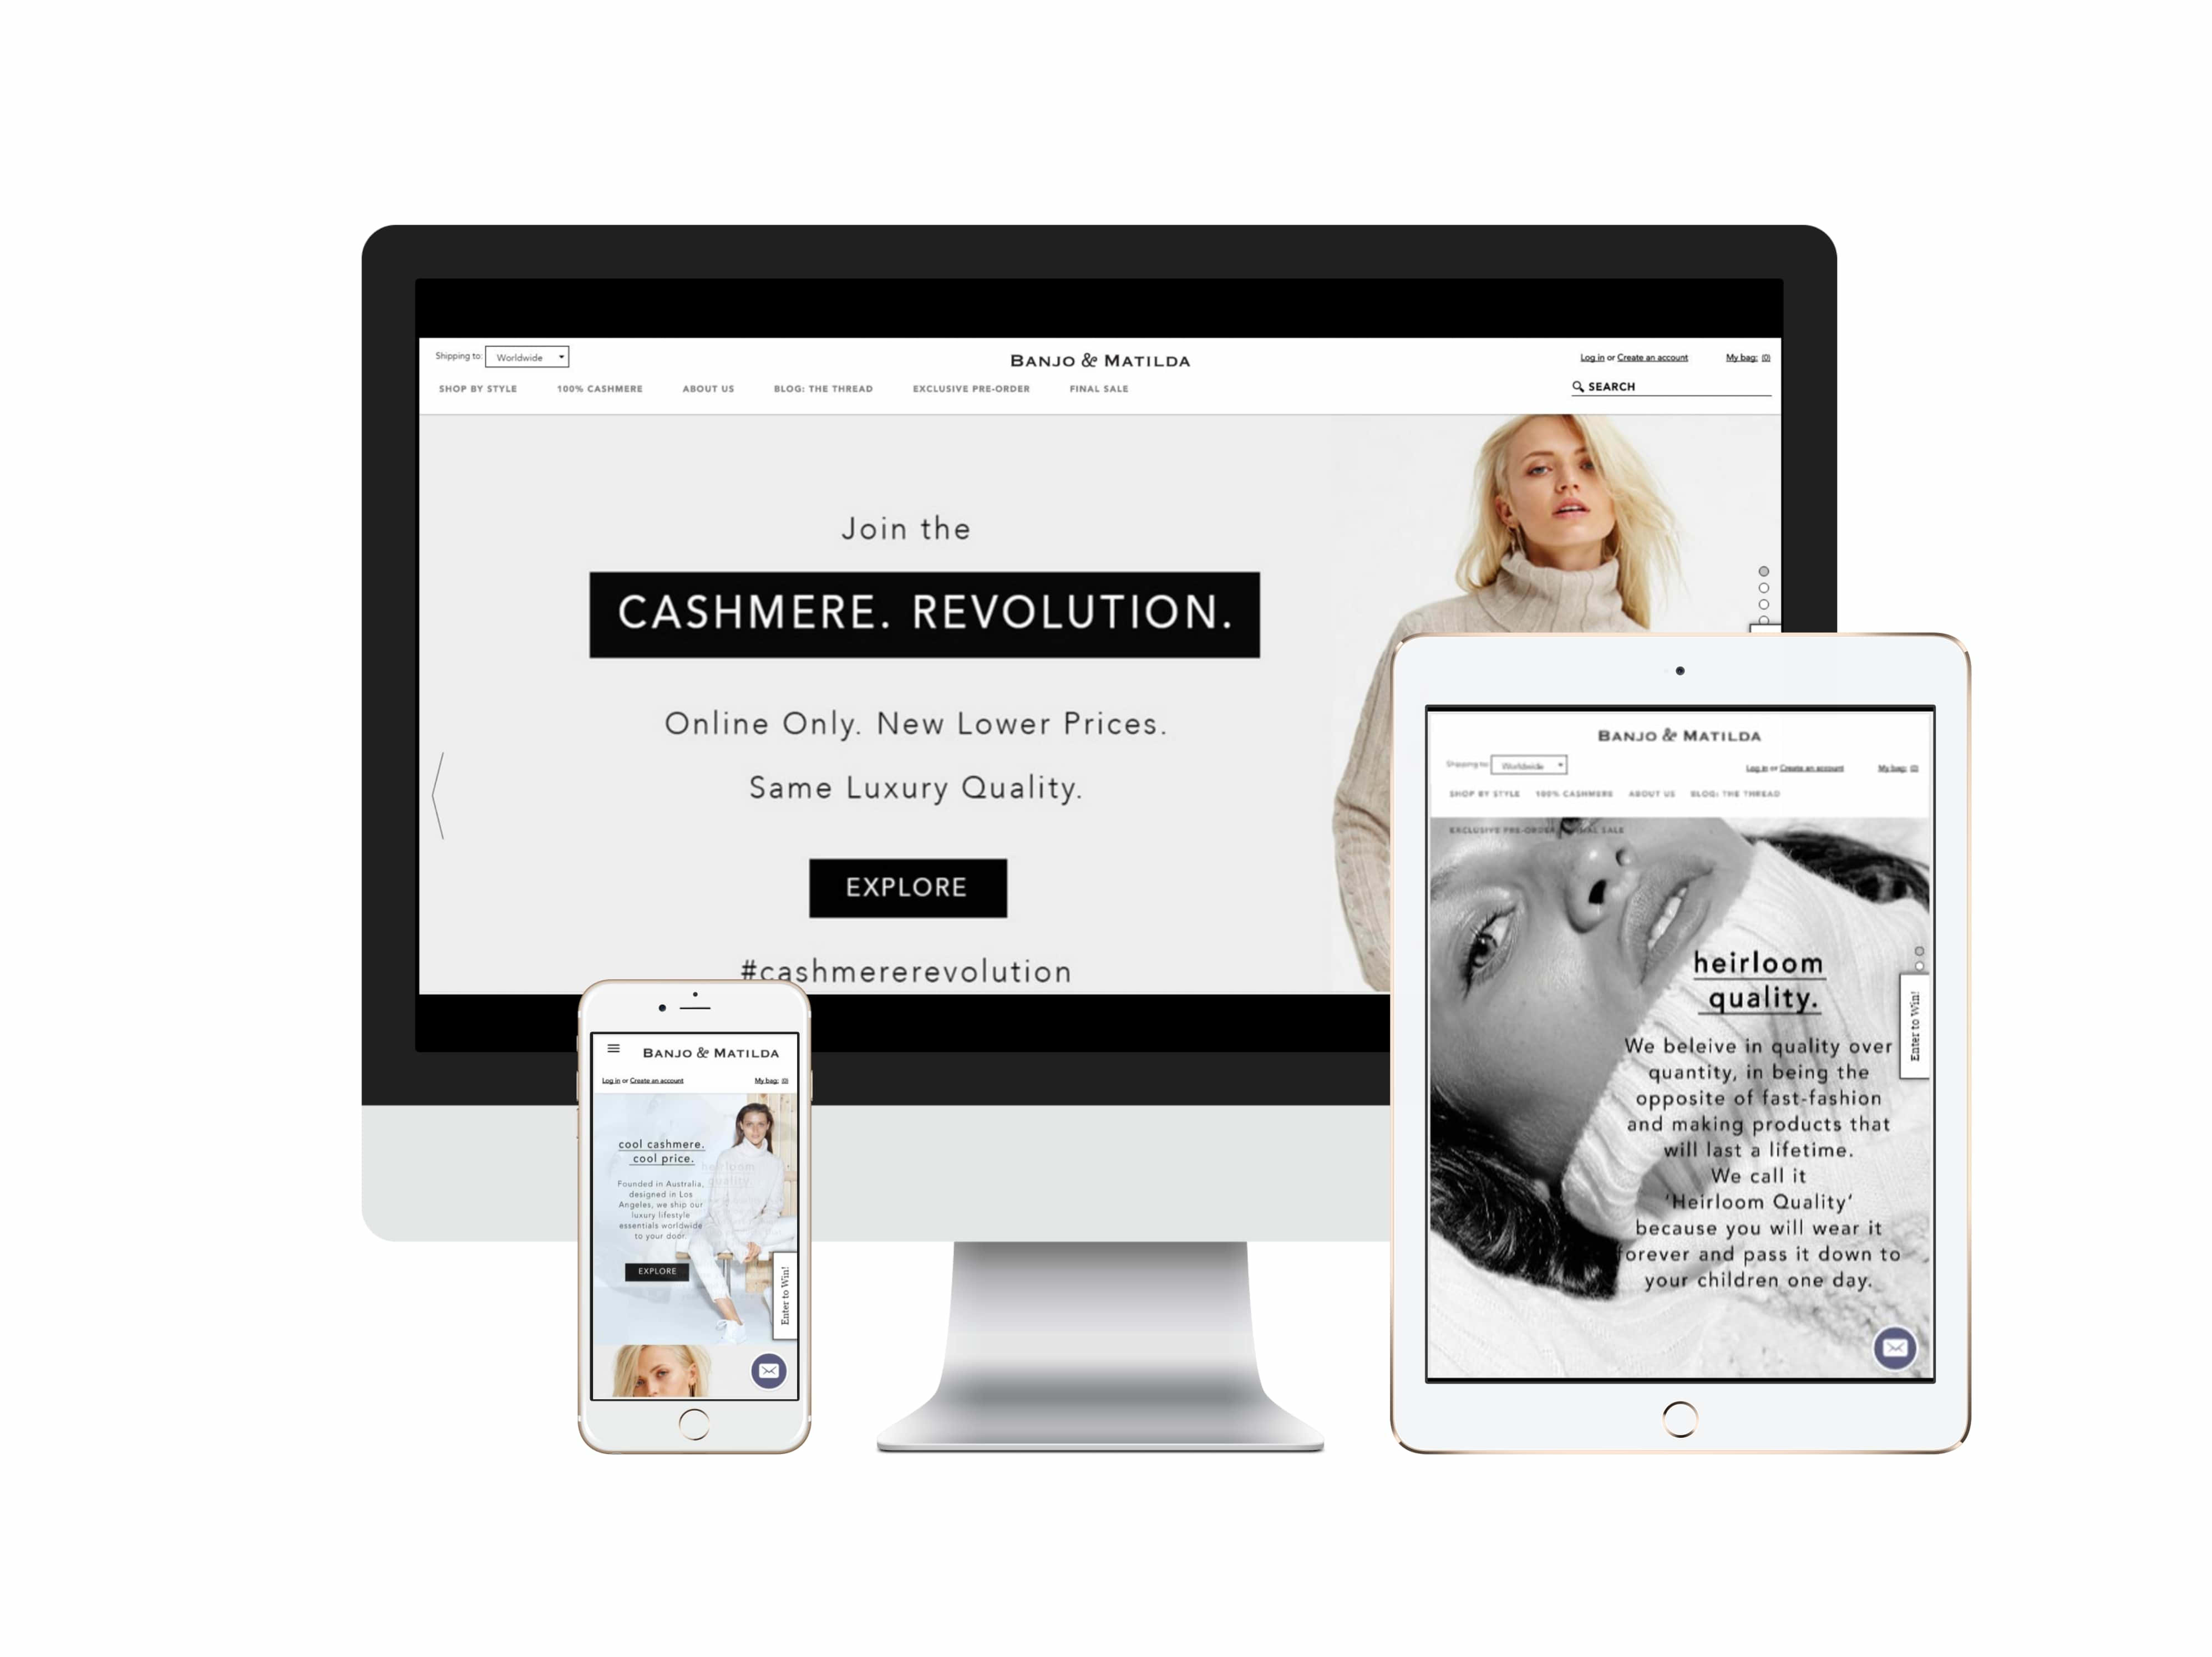 Shipping to: Worldwide
BANJO & MATILDA
Log in or Create an account
My bag: (0)
SHOP BY STYLE 100% CASHMERE ABOUT US BLOG: THE THREAD EXCLUSIVE PRE-ORDER FINAL SALE
SEARCH
Join the
CASHMERE. REVOLUTION.
Online Only. New Lower Prices.
Same Luxury Quality.
EXPLORE
#cashmererevolution
BANJO & MATILDA
Log in or Create an account
My bag: (0)
cool cashmere.
cool price.
heirloom
quality.
Founded in Australia,
designed in Los
Angeles, we ship our
luxury lifestyle
essentials worldwide
to your door.
EXPLORE
Enter to Win!
BANJO & MATILDA
Shipping to: Worldwide
Log in or Create an account
My bag: (0)
SHOP BY STYLE 100% CASHMERE ABOUT US BLOG: THE THREAD
EXCLUSIVE PRE-ORDER FINAL SALE
heirloom
quality.
Enter to Win!
We beleive in quality over
quantity, in being the
opposite of fast-fashion
and making products that
will last a lifetime.
We call it
‘Heirloom Quality’
because you will wear it
forever and pass it down to
your children one day.